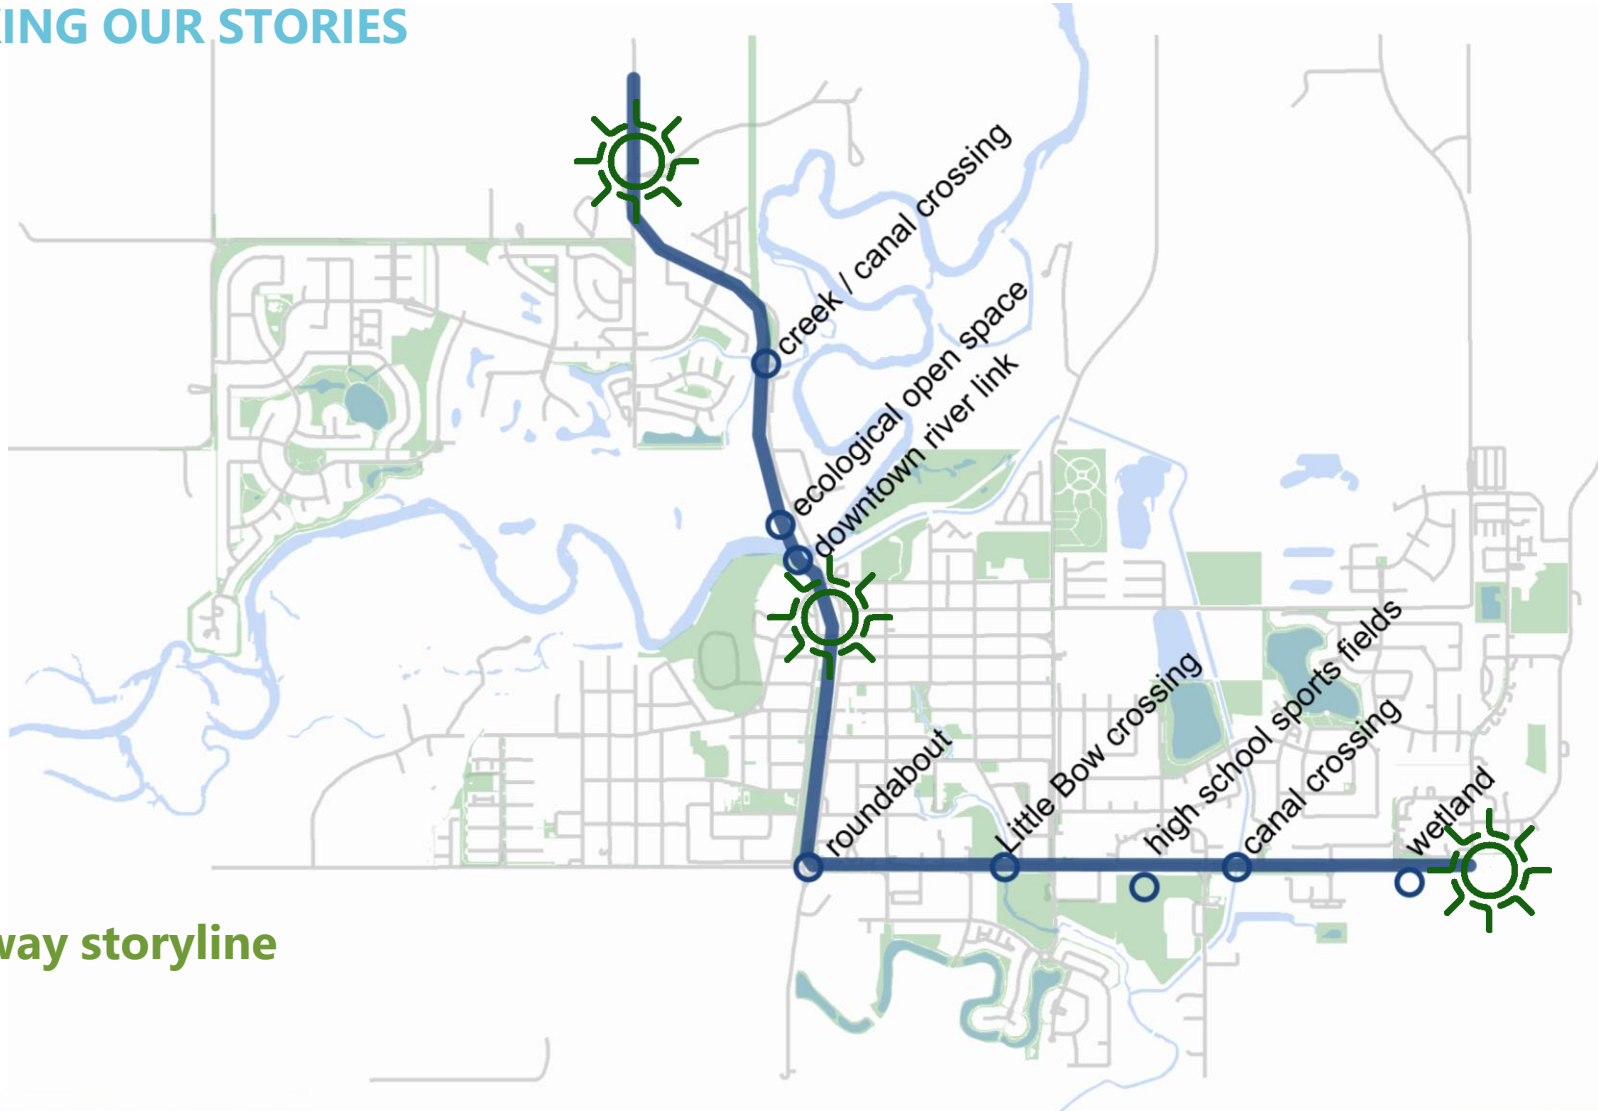 KING OUR STORIES
creek / canal crossing
ecological open space
downtown river link
roundabout
Little Bow crossing
high school sports fields
canal crossing
wetland
way storyline